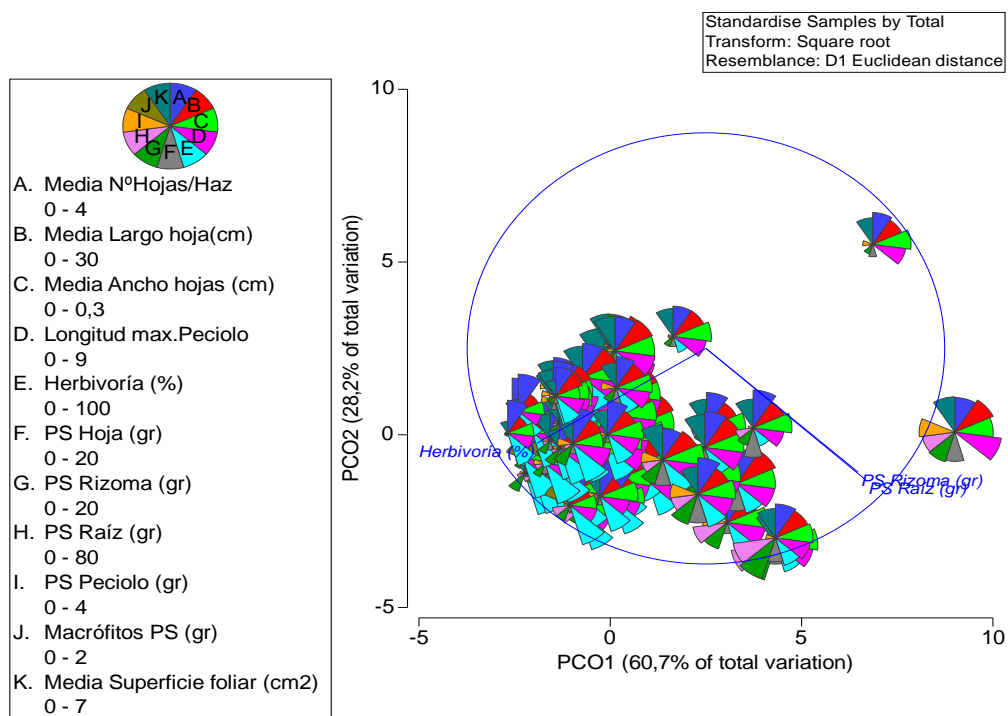 Standardise Samples by Total
Transform: Square root
Resemblance: D1 Euclidean distance
A
B
C
D
E
F
G
H
I
J
K
A. Media NºHojas/Haz
0 - 4
B. Media Largo hoja(cm)
0 - 30
C. Media Ancho hojas (cm)
0 - 0,3
D. Longitud max.Peciolo
0 - 9
E. Herbivoría (%)
0 - 100
F. PS Hoja (gr)
0 - 20
G. PS Rizoma (gr)
0 - 20
H. PS Raíz (gr)
0 - 80
I. PS Peciolo (gr)
0 - 4
J. Macrófitos PS (gr)
0 - 2
K. Media Superficie foliar (cm2)
0 - 7
10
5
0
-5
PCO2 (28,2% of total variation)
Herbivoría (%)
PS Rizoma (gr)
PS Raíz (gr)
-5
0
5
10
PCO1 (60,7% of total variation)